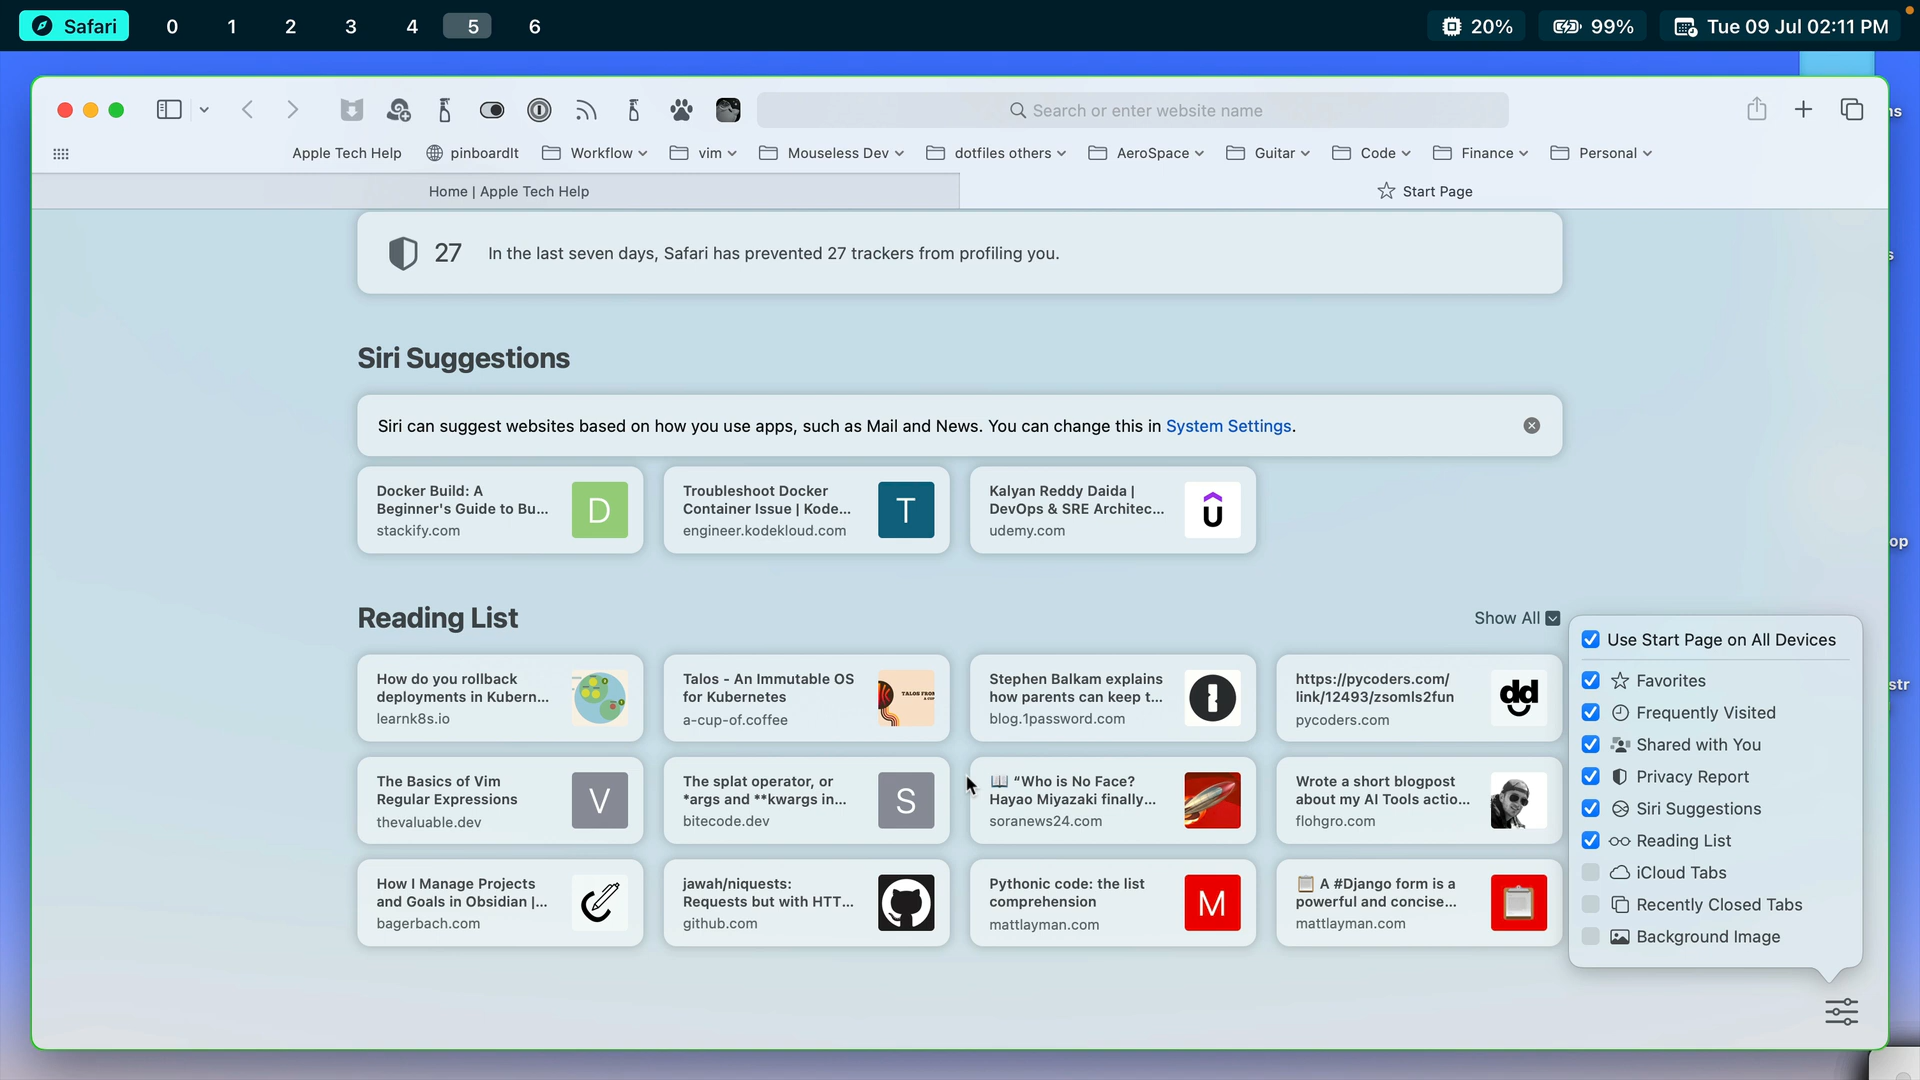 Safari 0 1 2 3 4 5 6 20% 99% Tue 09 Jul 02:11 PM
Search or enter website name
Apple Tech Help pinboardlt Workflow vim Mouseless Dev dotfiles others AeroSpace Guitar Code Finance Personal
Home | Apple Tech Help
Start Page
27 In the last seven days, Safari has prevented 27 trackers from profiling you.
Siri Suggestions
Siri can suggest websites based on how you use apps, such as Mail and News. You can change this in System Settings.
Docker Build: A
Beginner's Guide to Bu...
stackify.com
D
Troubleshoot Docker
Container Issue | Kode...
engineer.kodekloud.com
T
Kalyan Reddy Daida |
DevOps & SRE Architec...
udemy.com
Reading List
Show All
How do you rollback
deployments in Kubern...
learnk8s.io
Talos - An Immutable OS
for Kubernetes
a-cup-of.coffee
Stephen Balkam explains
how parents can keep t...
blog.1password.com
https://pycoders.com/
link/12493/zsomls2fun
pycoders.com
dd
The Basics of Vim
Regular Expressions
thevaluable.dev
V
The splat operator, or
*args and **kwargs in...
bitecode.dev
S
📖 “Who is No Face?
Hayao Miyazaki finally...
soranews24.com
Wrote a short blogpost
about my AI Tools actio...
flohgro.com
How I Manage Projects
and Goals in Obsidian |...
bagerbach.com
jawah/niquests:
Requests but with HTT...
github.com
Pythonic code: the list
comprehension
mattlayman.com
M
📋 A #Django form is a
powerful and concise...
mattlayman.com
Use Start Page on All Devices
Favorites
Frequently Visited
Shared with You
Privacy Report
Siri Suggestions
Reading List
iCloud Tabs
Recently Closed Tabs
Background Image